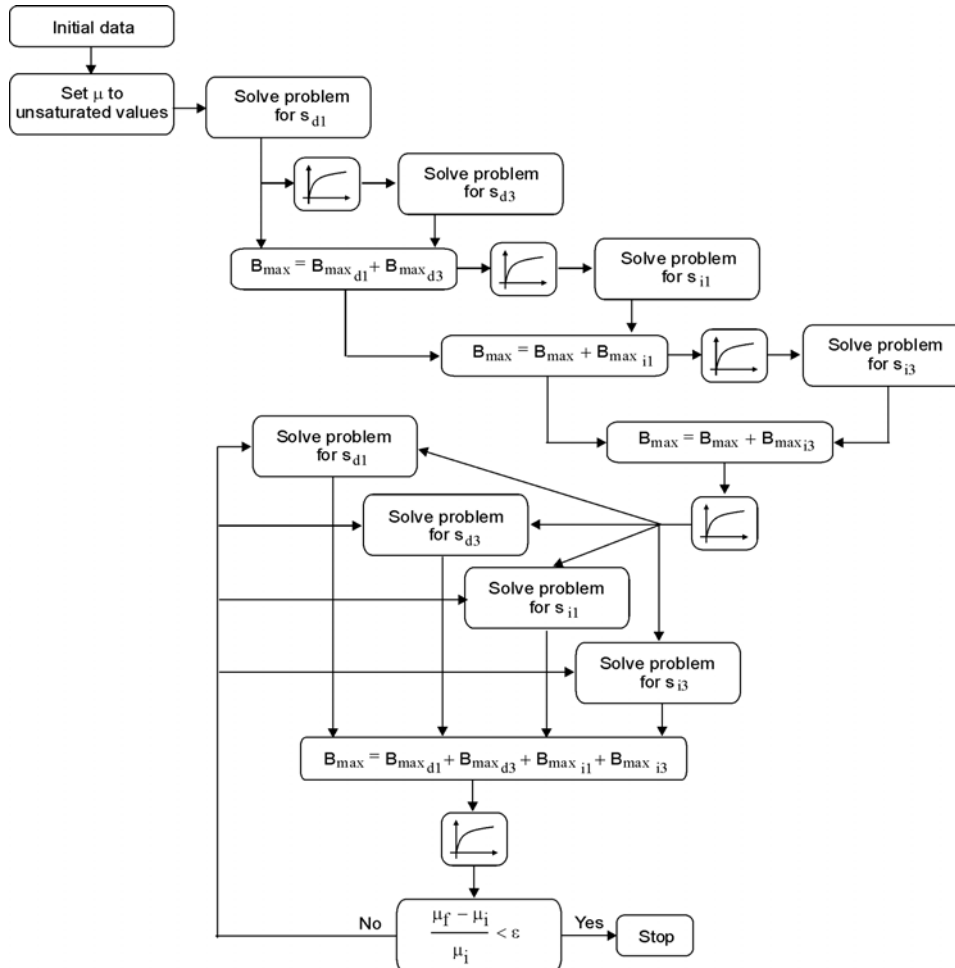 Initial data
Set μ to
unsaturated values
Solve problem
for s_d1
Solve problem
for s_d3
B_max = B_max_d1 + B_max_d3
Solve problem
for s_i1
B_max = B_max + B_max_i1
Solve problem
for s_i3
B_max = B_max + B_max_i3
Solve problem
for s_d1
Solve problem
for s_d3
Solve problem
for s_i1
Solve problem
for s_i3
B_max = B_max_d1 + B_max_d3 + B_max_i1 + B_max_i3
No
μ_f − μ_i
μ_i
< ε
Yes
Stop